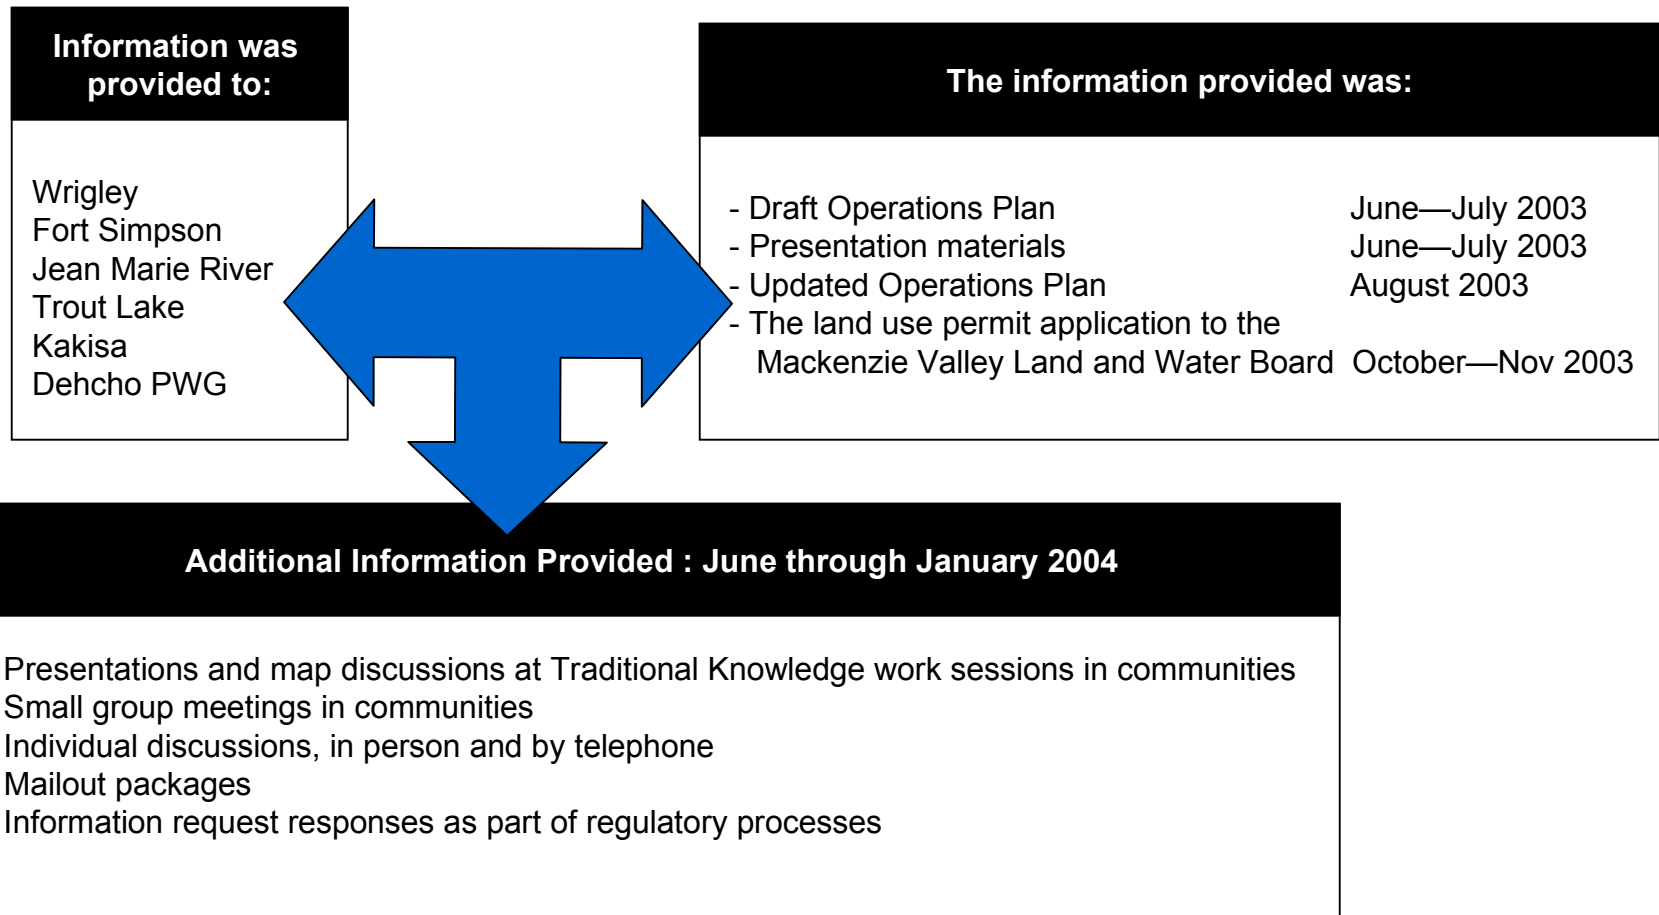 Information was
provided to:
Wrigley
Fort Simpson
Jean Marie River
Trout Lake
Kakisa
Dehcho PWG
The information provided was:
- Draft Operations Plan June—July 2003
- Presentation materials June—July 2003
- Updated Operations Plan August 2003
- The land use permit application to the
Mackenzie Valley Land and Water Board October—Nov 2003
Additional Information Provided : June through January 2004
Presentations and map discussions at Traditional Knowledge work sessions in communities
Small group meetings in communities
Individual discussions, in person and by telephone
Mailout packages
Information request responses as part of regulatory processes